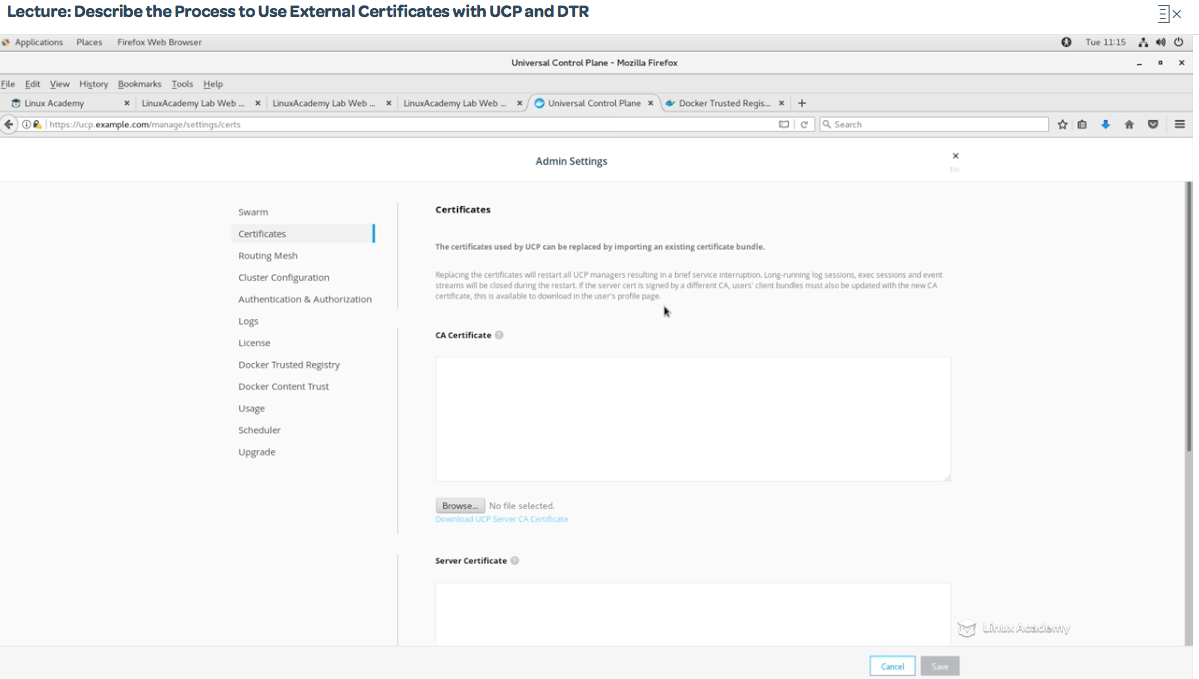 Lecture: Describe the Process to Use External Certificates with UCP and DTR
Applications Places Firefox Web Browser Tue 11:15
Universal Control Plane - Mozilla Firefox
File Edit View History Bookmarks Tools Help
Linux Academy LinuxAcademy Lab Web ... LinuxAcademy Lab Web ... LinuxAcademy Lab Web ... Universal Control Plane Docker Trusted Regis...
https://ucp.example.com/manage/settings/certs Search
Admin Settings
Esc
Swarm
Certificates
Routing Mesh
Cluster Configuration
Authentication & Authorization
Logs
License
Docker Trusted Registry
Docker Content Trust
Usage
Scheduler
Upgrade
Certificates
The certificates used by UCP can be replaced by importing an existing certificate bundle.
Replacing the certificates will restart all UCP managers resulting in a brief service interruption. Long-running log sessions, exec sessions and event
streams will be closed during the restart. If the server cert is signed by a different CA, users' client bundles must also be updated with the new CA
certificate, this is available to download in the user's profile page.
CA Certificate ?
Browse... No file selected.
Download UCP Server CA Certificate
Server Certificate ?
Linux Academy
Cancel Save